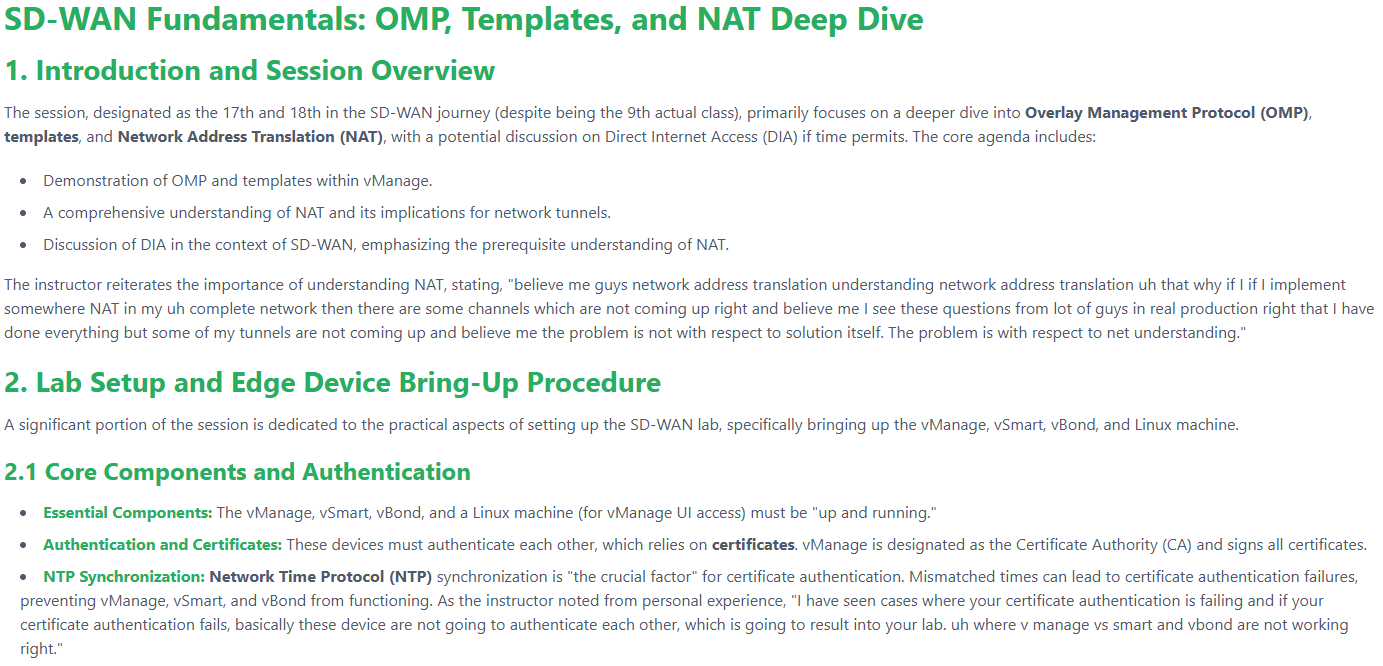 SD-WAN Fundamentals: OMP, Templates, and NAT Deep Dive
1. Introduction and Session Overview
The session, designated as the 17th and 18th in the SD-WAN journey (despite being the 9th actual class), primarily focuses on a deeper dive into Overlay Management Protocol (OMP),
templates, and Network Address Translation (NAT), with a potential discussion on Direct Internet Access (DIA) if time permits. The core agenda includes:
• Demonstration of OMP and templates within vManage.
• A comprehensive understanding of NAT and its implications for network tunnels.
• Discussion of DIA in the context of SD-WAN, emphasizing the prerequisite understanding of NAT.
The instructor reiterates the importance of understanding NAT, stating, "believe me guys network address translation understanding network address translation uh that why if I if I implement
somewhere NAT in my uh complete network then there are some channels which are not coming up right and believe me I see these questions from lot of guys in real production right that I have
done everything but some of my tunnels are not coming up and believe me the problem is not with respect to solution itself. The problem is with respect to net understanding."
2. Lab Setup and Edge Device Bring-Up Procedure
A significant portion of the session is dedicated to the practical aspects of setting up the SD-WAN lab, specifically bringing up the vManage, vSmart, vBond, and Linux machine.
2.1 Core Components and Authentication
• Essential Components: The vManage, vSmart, vBond, and a Linux machine (for vManage UI access) must be "up and running."
• Authentication and Certificates: These devices must authenticate each other, which relies on certificates. vManage is designated as the Certificate Authority (CA) and signs all certificates.
• NTP Synchronization: Network Time Protocol (NTP) synchronization is "the crucial factor" for certificate authentication. Mismatched times can lead to certificate authentication failures,
preventing vManage, vSmart, and vBond from functioning. As the instructor noted from personal experience, "I have seen cases where your certificate authentication is failing and if your
certificate authentication fails, basically these device are not going to authenticate each other, which is going to result into your lab. uh where v manage vs smart and vbond are not working
right."